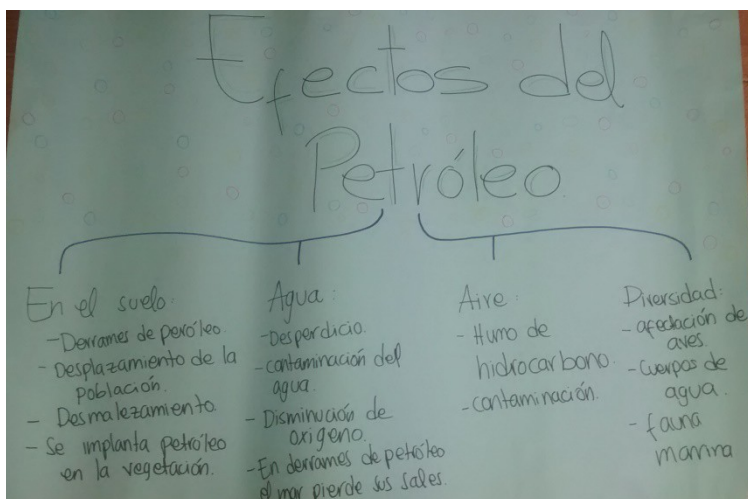 Efectos del
Petróleo.
En el suelo:
- Derrames de peróleo.
- Desplazamiento de la
población.
- Desmalezamiento.
- Se implanta petróleo
en la vegetación.
Agua:
- Desperdicio.
- contaminación del
agua.
- Disminución de
oxigeno.
- En derrames de petróleo
el mar pierde sus sales.
Aire:
- Humo de
hidrocarbono.
- contaminación.
Diversidad:
- afectación de
aves.
- Cuerpos de
agua.
- fauna
marina